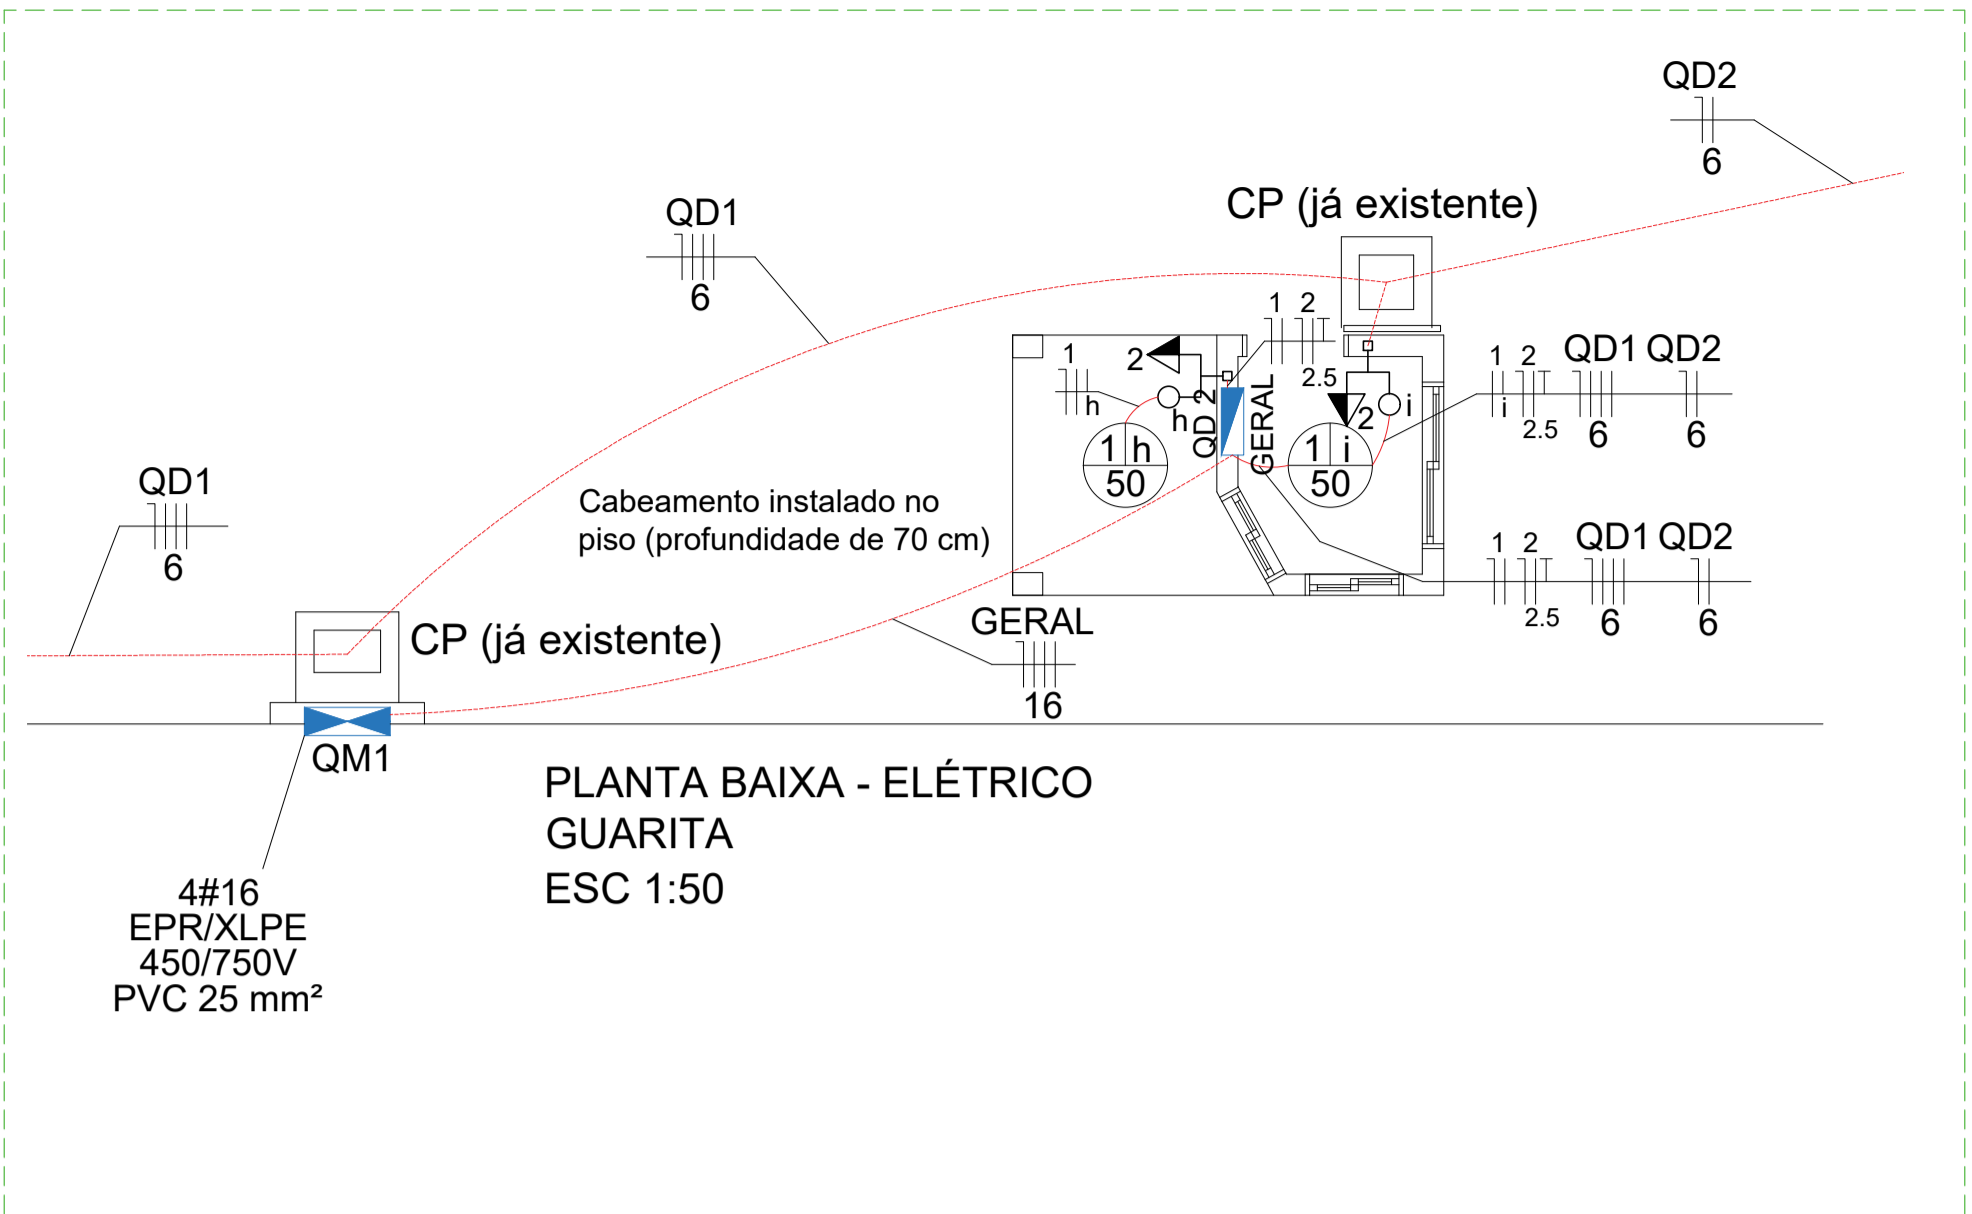 QD2
6
CP (já existente)
QD1
6
1 2
2.5
1
h
2
h
QD 2
GERAL
2
i
1 h
50
1 i
50
1 2 QD1 QD2
i 2.5 6 6
QD1
6
Cabeamento instalado no
piso (profundidade de 70 cm)
1 2 QD1 QD2
2.5 6 6
CP (já existente)
GERAL
16
QM1
PLANTA BAIXA - ELÉTRICO
GUARITA
ESC 1:50
4#16
EPR/XLPE
450/750V
PVC 25 mm²